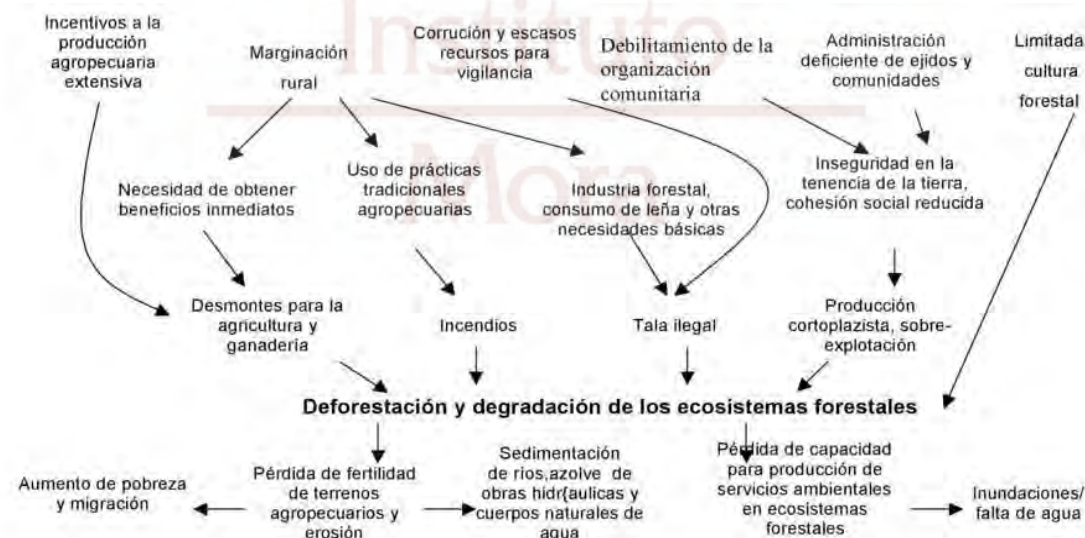 Incentivos a la
producción
agropecuaria
extensiva
Marginación
rural
Corrución y escasos
recursos para
vigilancia
Debilitamiento de la
organización
comunitaria
Administración
deficiente de ejidos y
comunidades
Limitada
cultura
forestal
Instituto
Mora
Necesidad de obtener
beneficios inmediatos
Uso de prácticas
tradicionales
agropecuarias
Industria forestal,
consumo de leña y otras
necesidades básicas
Inseguridad en la
tenencia de la tierra,
cohesión social reducida
Desmontes para la
agricultura y
ganadería
Incendios
Tala ilegal
Producción
cortoplazista, sobre-
explotación
Deforestación y degradación de los ecosistemas forestales
Aumento de pobreza
y migración
Pérdida de fertilidad
de terrenos
agropecuarios y
erosión
Sedimentación
de rios,azolve de
obras hidr{aulicas y
cuerpos naturales de
agua
Pérdida de capacidad
para producción de
servicios ambientales
en ecosistemas
forestales
Inundaciones/
falta de agua